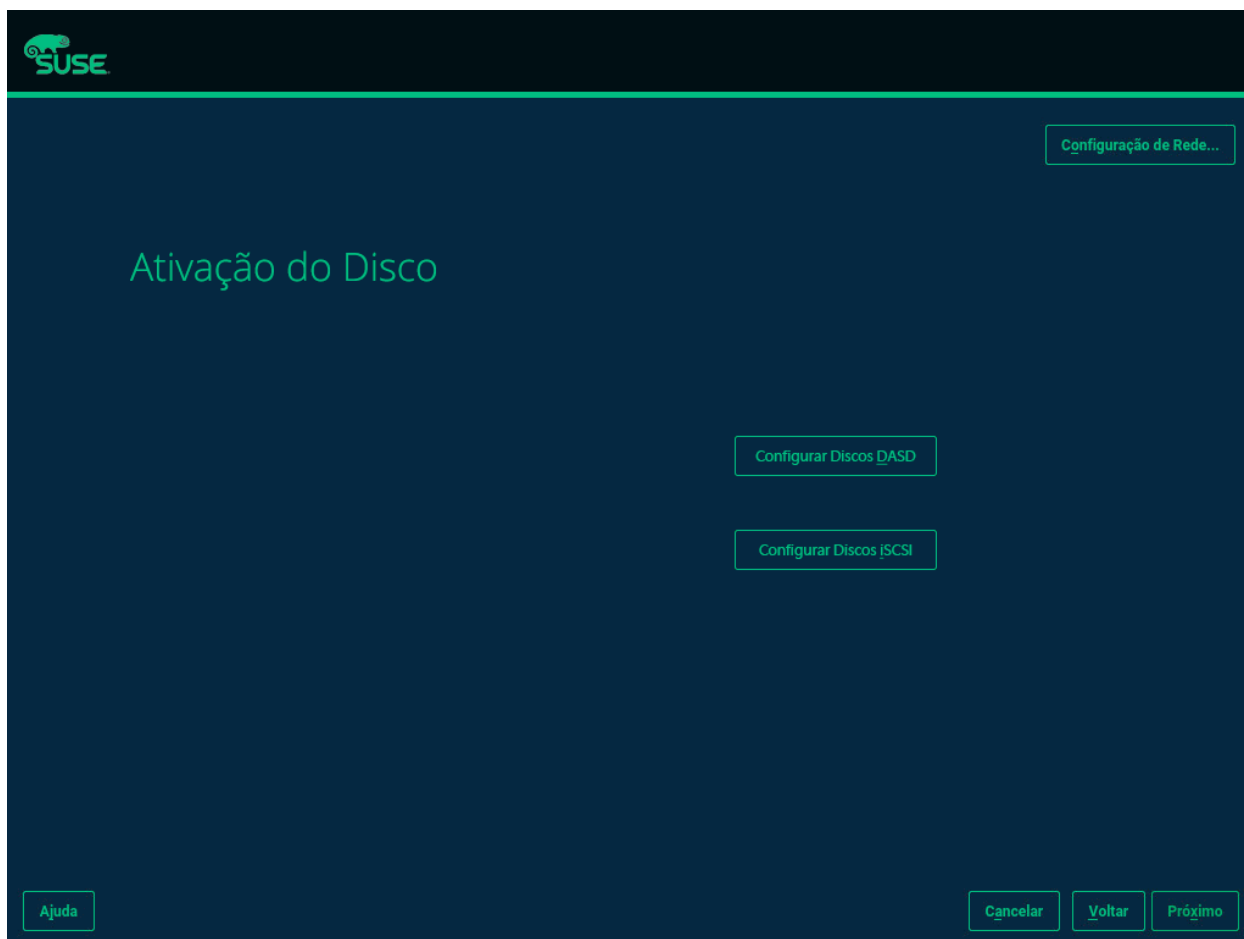 SUSE
Configuração de Rede...
Ativação do Disco
Configurar Discos DASD
Configurar Discos iSCSI
Ajuda
Cancelar
Voltar
Próximo